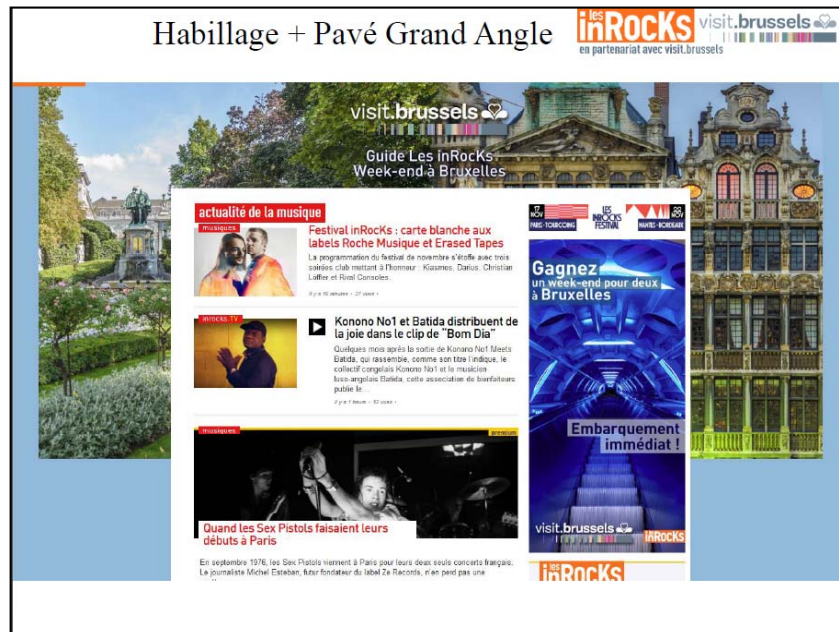 Habillage + Pavé Grand Angle
les
inRocKs
visit.brussels
en partenariat avec visit.brussels
visit.brussels
Guide Les inRocKs
Week-end à Bruxelles
actualité de la musique
musiques
Festival inRocKs : carte blanche aux
labels Roche Musique et Erased Tapes
La programmation du festival de novembre s'étoffe avec trois
soirées club mettant à l'honneur : Kiasmos, Darius, Christian
Löffler et Rival Consoles.
inrocks.TV
Konono No1 et Batida distribuent de
la joie dans le clip de "Bom Dia"
Quelques mois après la sortie de Konono No1 Meets
Batida, qui rassemble, comme son titre l'indique, le
collectif congolais Konono No1 et le musicien
luso-angolais Batida, cette association de bienfaiteurs
publie le...
il y a 1 heure
musiques
premium
Quand les Sex Pistols faisaient leurs
débuts à Paris
En septembre 1976, les Sex Pistols viennent à Paris pour leurs deux seuls concerts français.
Le journaliste Michel Esteban, futur fondateur du label Ze Records, n'en perd pas une
NOV
PARIS - TOURCOING
LES
INROCKS
FESTIVAL
NOV
NANTES - BORDEAUX
Gagnez
un week-end pour deux
à Bruxelles
Embarquement
immédiat !
visit.brussels
inRocKs
les
inRocKs